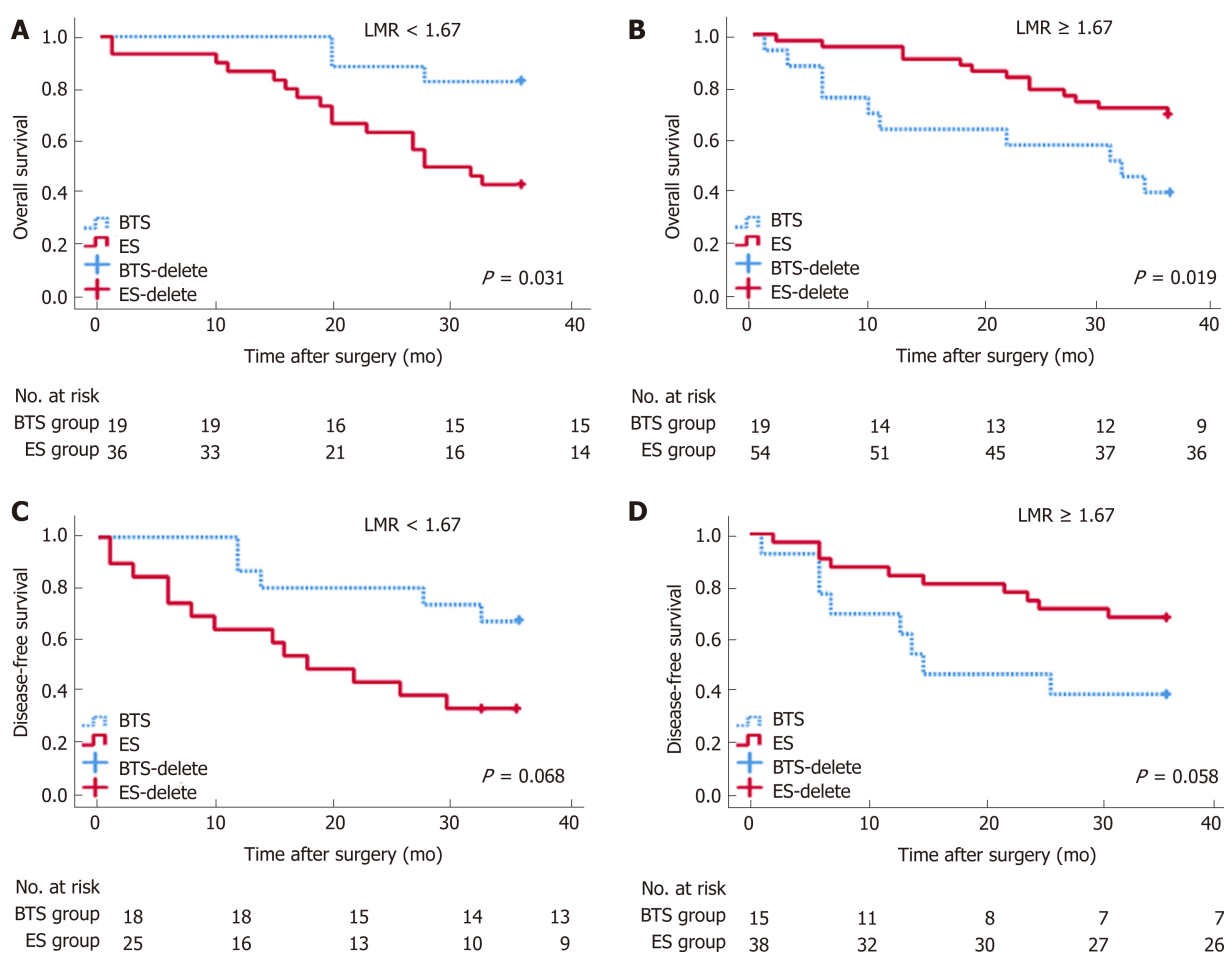 A
LMR < 1.67
1.0
0.8
0.6
0.4
0.2
0.0
Overall survival
BTS
ES
BTS-delete
ES-delete
P = 0.031
0 10 20 30 40
Time after surgery (mo)
No. at risk
BTS group 19 19 16 15 15
ES group 36 33 21 16 14
B
LMR ≥ 1.67
1.0
0.8
0.6
0.4
0.2
0.0
Overall survival
BTS
ES
BTS-delete
ES-delete
P = 0.019
0 10 20 30 40
Time after surgery (mo)
No. at risk
BTS group 19 14 13 12 9
ES group 54 51 45 37 36
C
LMR < 1.67
1.0
0.8
0.6
0.4
0.2
0.0
Disease-free survival
BTS
ES
BTS-delete
ES-delete
P = 0.068
0 10 20 30 40
Time after surgery (mo)
No. at risk
BTS group 18 18 15 14 13
ES group 25 16 13 10 9
D
LMR ≥ 1.67
1.0
0.8
0.6
0.4
0.2
0.0
Disease-free survival
BTS
ES
BTS-delete
ES-delete
P = 0.058
0 10 20 30 40
Time after surgery (mo)
No. at risk
BTS group 15 11 8 7 7
ES group 38 32 30 27 26